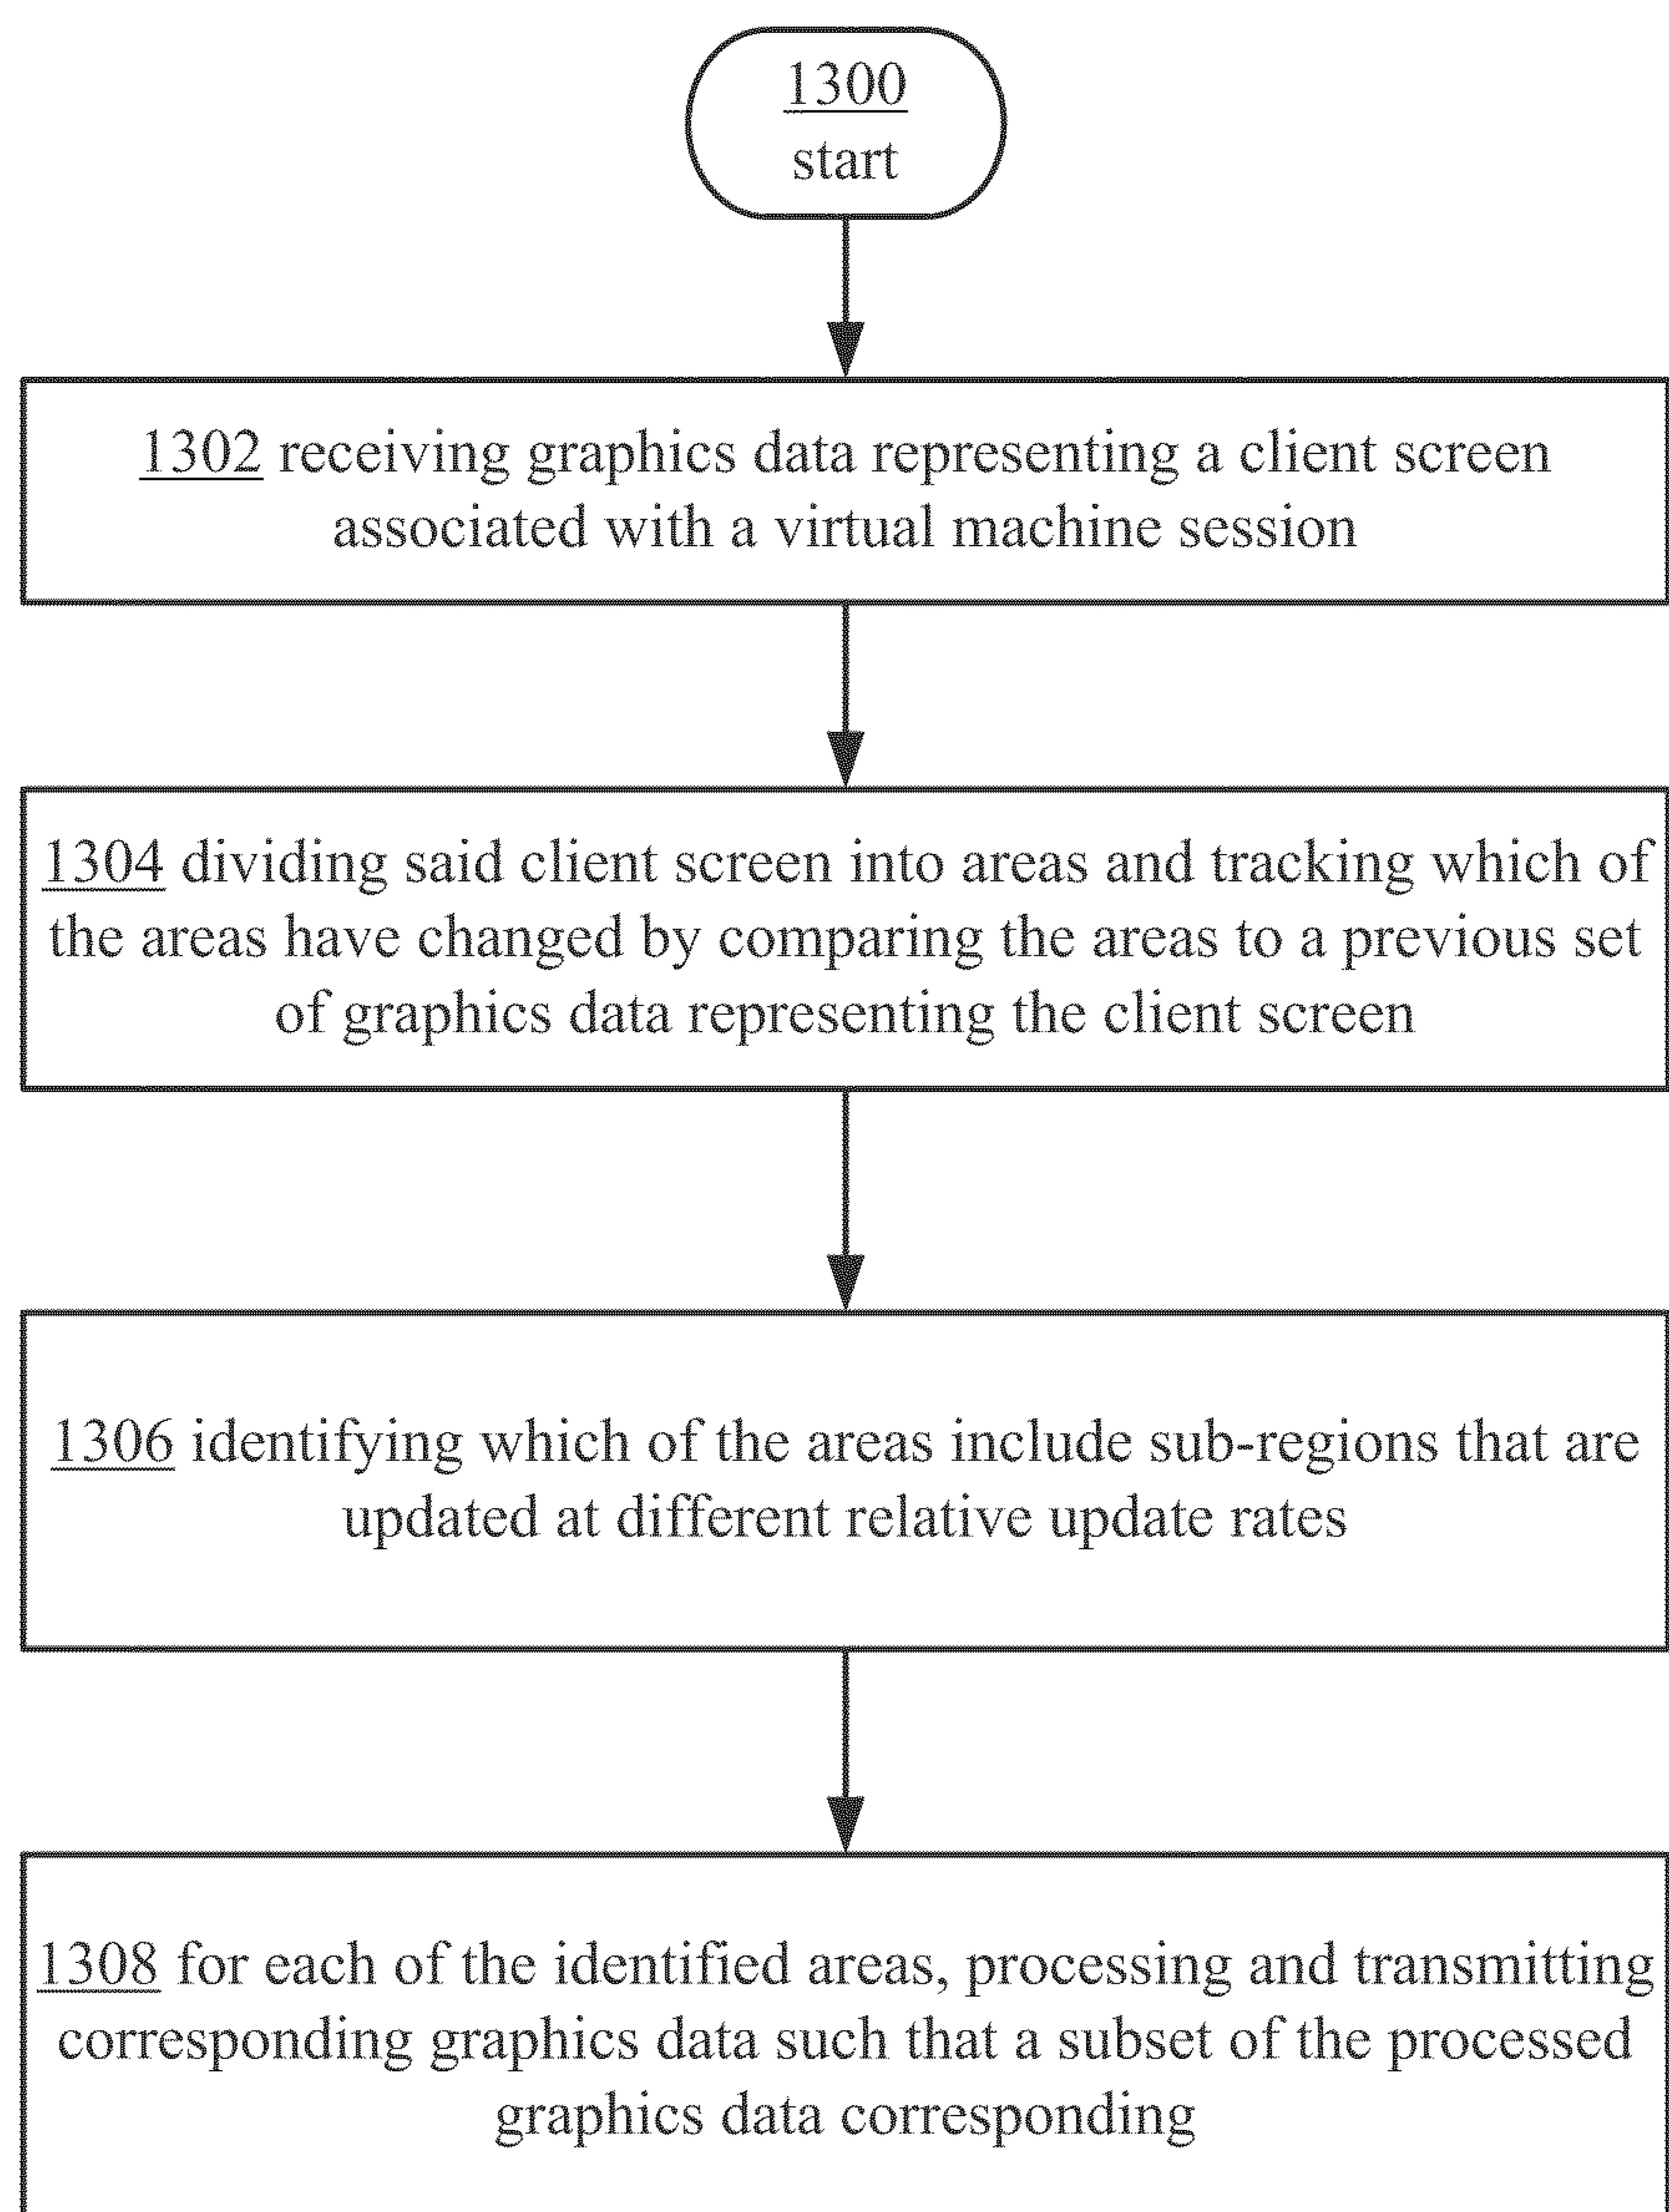 1300
start
1302 receiving graphics data representing a client screen
associated with a virtual machine session
1304 dividing said client screen into areas and tracking which of
the areas have changed by comparing the areas to a previous set
of graphics data representing the client screen
1306 identifying which of the areas include sub-regions that are
updated at different relative update rates
1308 for each of the identified areas, processing and transmitting
corresponding graphics data such that a subset of the processed
graphics data corresponding